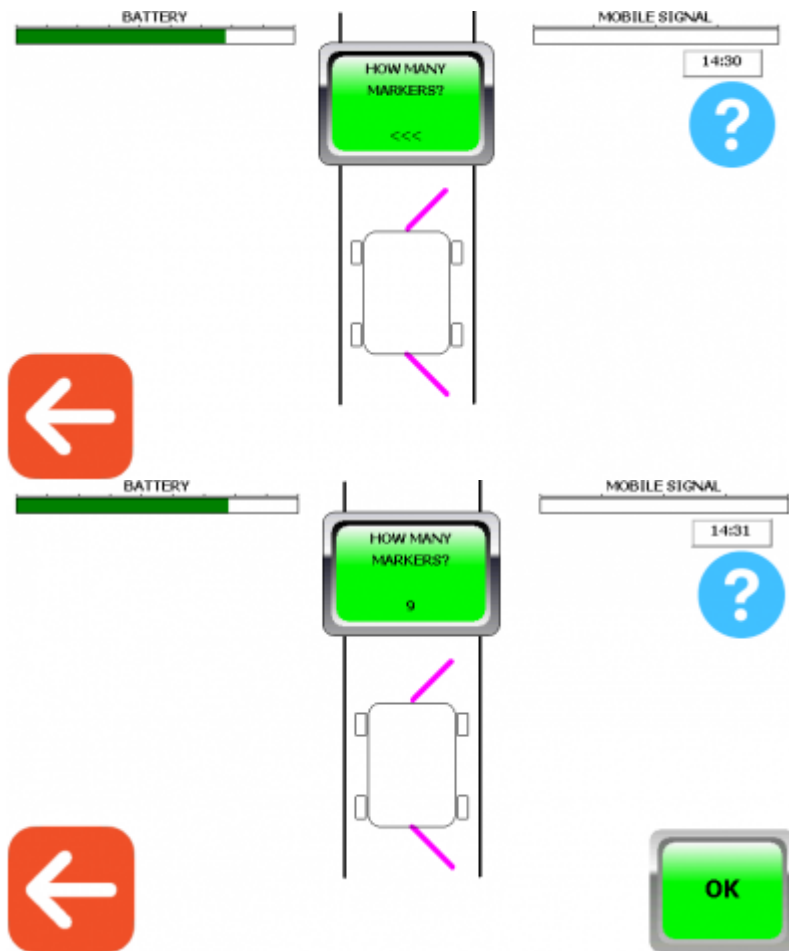 BATTERY
MOBILE SIGNAL
14:30
HOW MANY
MARKERS?
<<<
?
BATTERY
MOBILE SIGNAL
14:31
HOW MANY
MARKERS?
9
?
OK